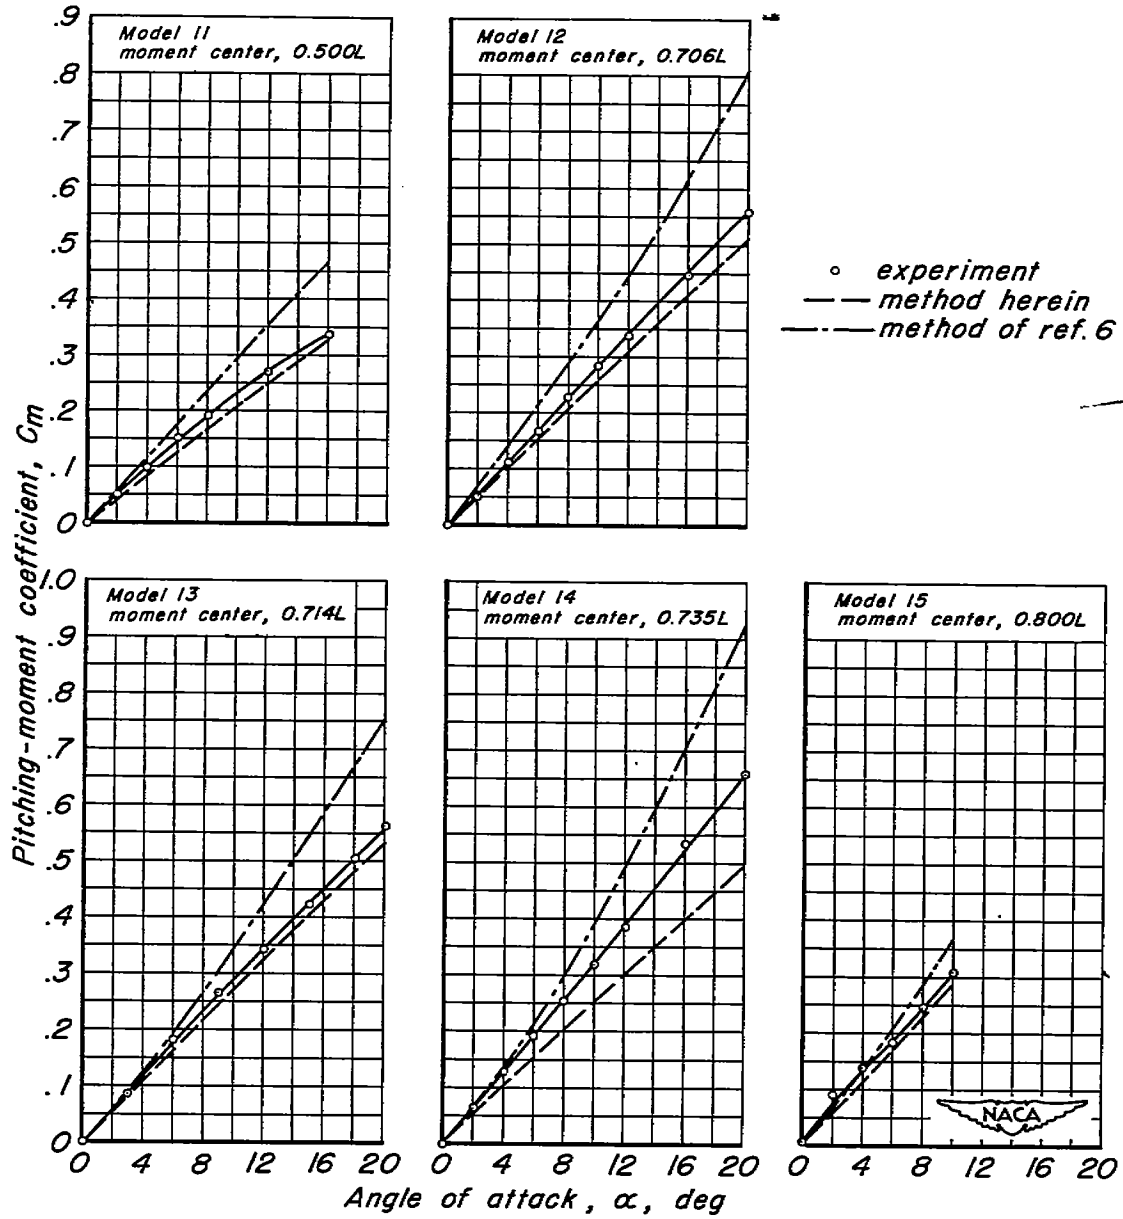 .9
.8
.7
.6
.5
.4
.3
.2
.1
0
Model 11
moment center, 0.500L
Model 12
moment center, 0.706L
experiment
method herein
method of ref. 6
Pitching-moment coefficient, Cm
1.0
.9
.8
.7
.6
.5
.4
.3
.2
.1
0
Model 13
moment center, 0.714L
Model 14
moment center, 0.735L
Model 15
moment center, 0.800L
NACA
0 4 8 12 16 20
0 4 8 12 16 20
0 4 8 12 16 20
Angle of attack, α, deg